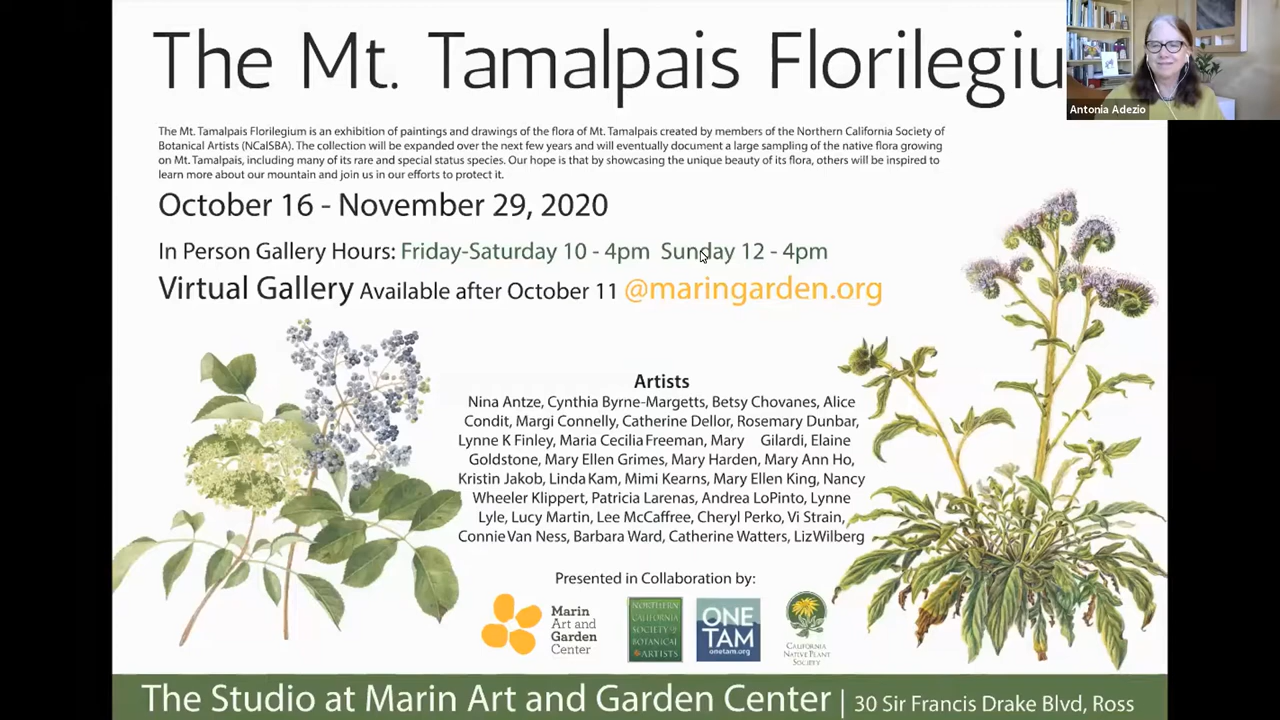 The Mt. Tamalpais Florilegiu
Antonia Adezio
The Mt. Tamalpais Florilegium is an exhibition of paintings and drawings of the flora of Mt. Tamalpais created by members of the Northern California Society of
Botanical Artists (NCalSBA). The collection will be expanded over the next few years and will eventually document a large sampling of the native flora growing
on Mt. Tamalpais, including many of its rare and special status species. Our hope is that by showcasing the unique beauty of its flora, others will be inspired to
learn more about our mountain and join us in our efforts to protect it.
October 16 - November 29, 2020
In Person Gallery Hours: Friday-Saturday 10 - 4pm Sunday 12 - 4pm
Virtual Gallery Available after October 11 @maringarden.org
Artists
Nina Antze, Cynthia Byrne-Margetts, Betsy Chovanes, Alice
Condit, Margi Connelly, Catherine Dellor, Rosemary Dunbar,
Lynne K Finley, Maria Cecilia Freeman, Mary Gilardi, Elaine
Goldstone, Mary Ellen Grimes, Mary Harden, Mary Ann Ho,
Kristin Jakob, Linda Kam, Mimi Kearns, Mary Ellen King, Nancy
Wheeler Klippert, Patricia Larenas, Andrea LoPinto, Lynne
Lyle, Lucy Martin, Lee McCaffree, Cheryl Perko, Vi Strain,
Connie Van Ness, Barbara Ward, Catherine Watters, Liz Wilberg
Presented in Collaboration by:
Marin
Art and
Garden
Center
NORTHERN
CALIFORNIA
SOCIETY of
BOTANICAL
ARTISTS
ONE
TAM
onetam.org
CALIFORNIA
NATIVE PLANT
SOCIETY
The Studio at Marin Art and Garden Center | 30 Sir Francis Drake Blvd, Ross